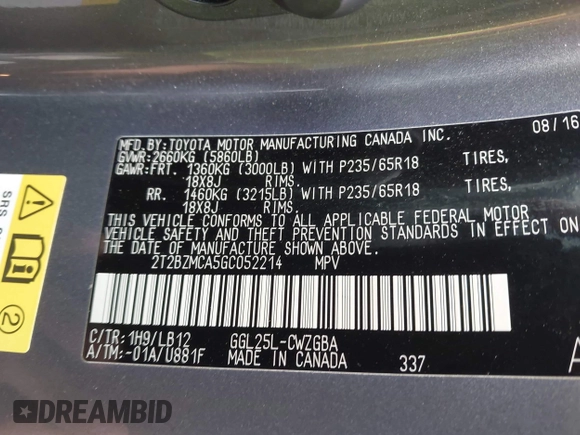 MFD.BY:TOYOTA MOTOR MANUFACTURING CANADA INC. 08/16
GVWR:2660KG (5860LB)
GAWR:FRT. 1360KG (3000LB) WITH P235/65R18 TIRES,
18X8J RIMS.
RR. 1460KG (3215LB) WITH P235/65R18 TIRES,
18X8J RIMS.
THIS VEHICLE CONFORMS TO ALL APPLICABLE FEDERAL MOTOR
VEHICLE SAFETY AND THEFT PREVENTION STANDARDS IN EFFECT ON
THE DATE OF MANUFACTURE SHOWN ABOVE.
2T2BZMCA5GC052214 MPV
C/TR:1H9/LB12 GGL25L-CWZGBA
A/TM:-01A/U881F MADE IN CANADA 337
SRS
2
DREAMBID